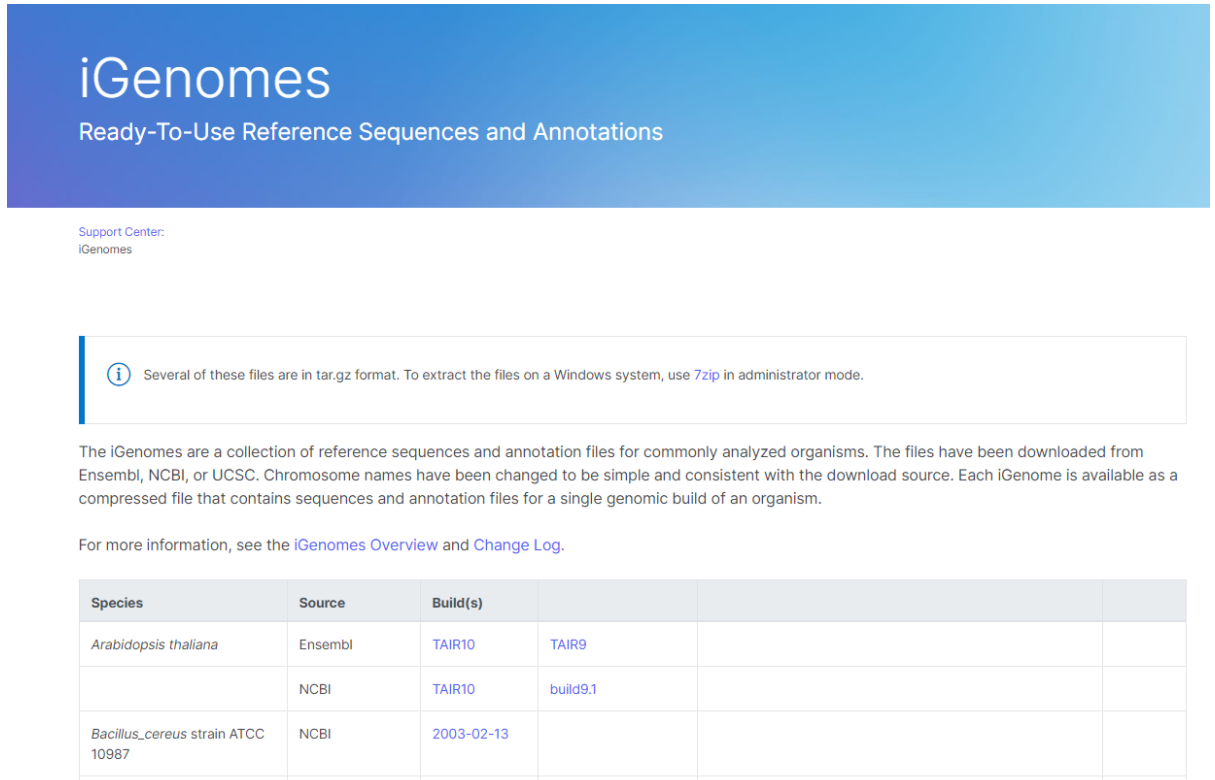 iGenomes
Ready-To-Use Reference Sequences and Annotations
Support Center:
iGenomes
Several of these files are in tar.gz format. To extract the files on a Windows system, use 7zip in administrator mode.
The iGenomes are a collection of reference sequences and annotation files for commonly analyzed organisms. The files have been downloaded from
Ensembl, NCBI, or UCSC. Chromosome names have been changed to be simple and consistent with the download source. Each iGenome is available as a
compressed file that contains sequences and annotation files for a single genomic build of an organism.
For more information, see the iGenomes Overview and Change Log.
Species Source Build(s)
Arabidopsis thaliana Ensembl TAIR10 TAIR9
NCBI TAIR10 build9.1
Bacillus_cereus strain ATCC NCBI 2003-02-13
10987